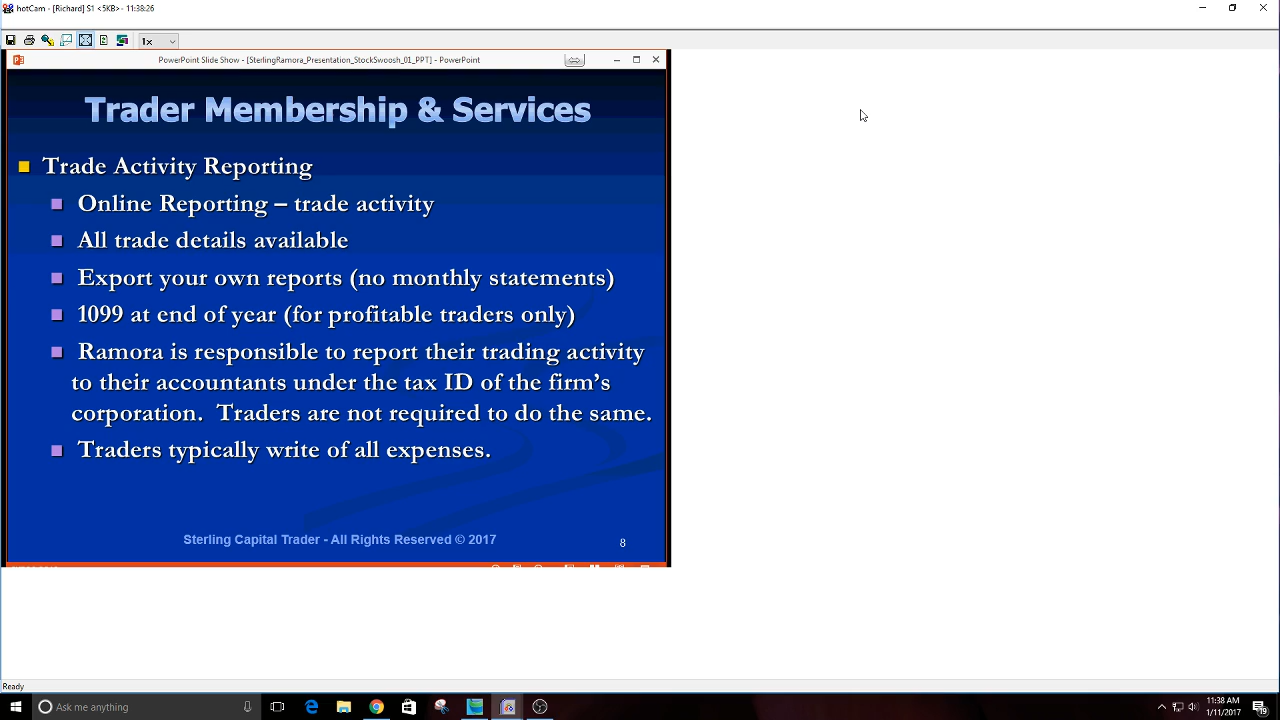 hotCam - [Richard] S1 <5KB> - 11:38:26
1x
PowerPoint Slide Show - [SterlingRamora_Presentation_StockSwoosh_01_PPT] - PowerPoint
Trader Membership & Services
Trade Activity Reporting
Online Reporting – trade activity
All trade details available
Export your own reports (no monthly statements)
1099 at end of year (for profitable traders only)
Ramora is responsible to report their trading activity
to their accountants under the tax ID of the firm's
corporation. Traders are not required to do the same.
Traders typically write of all expenses.
Sterling Capital Trader - All Rights Reserved © 2017
8
Ready
Ask me anything
11:38 AM
1/11/2017